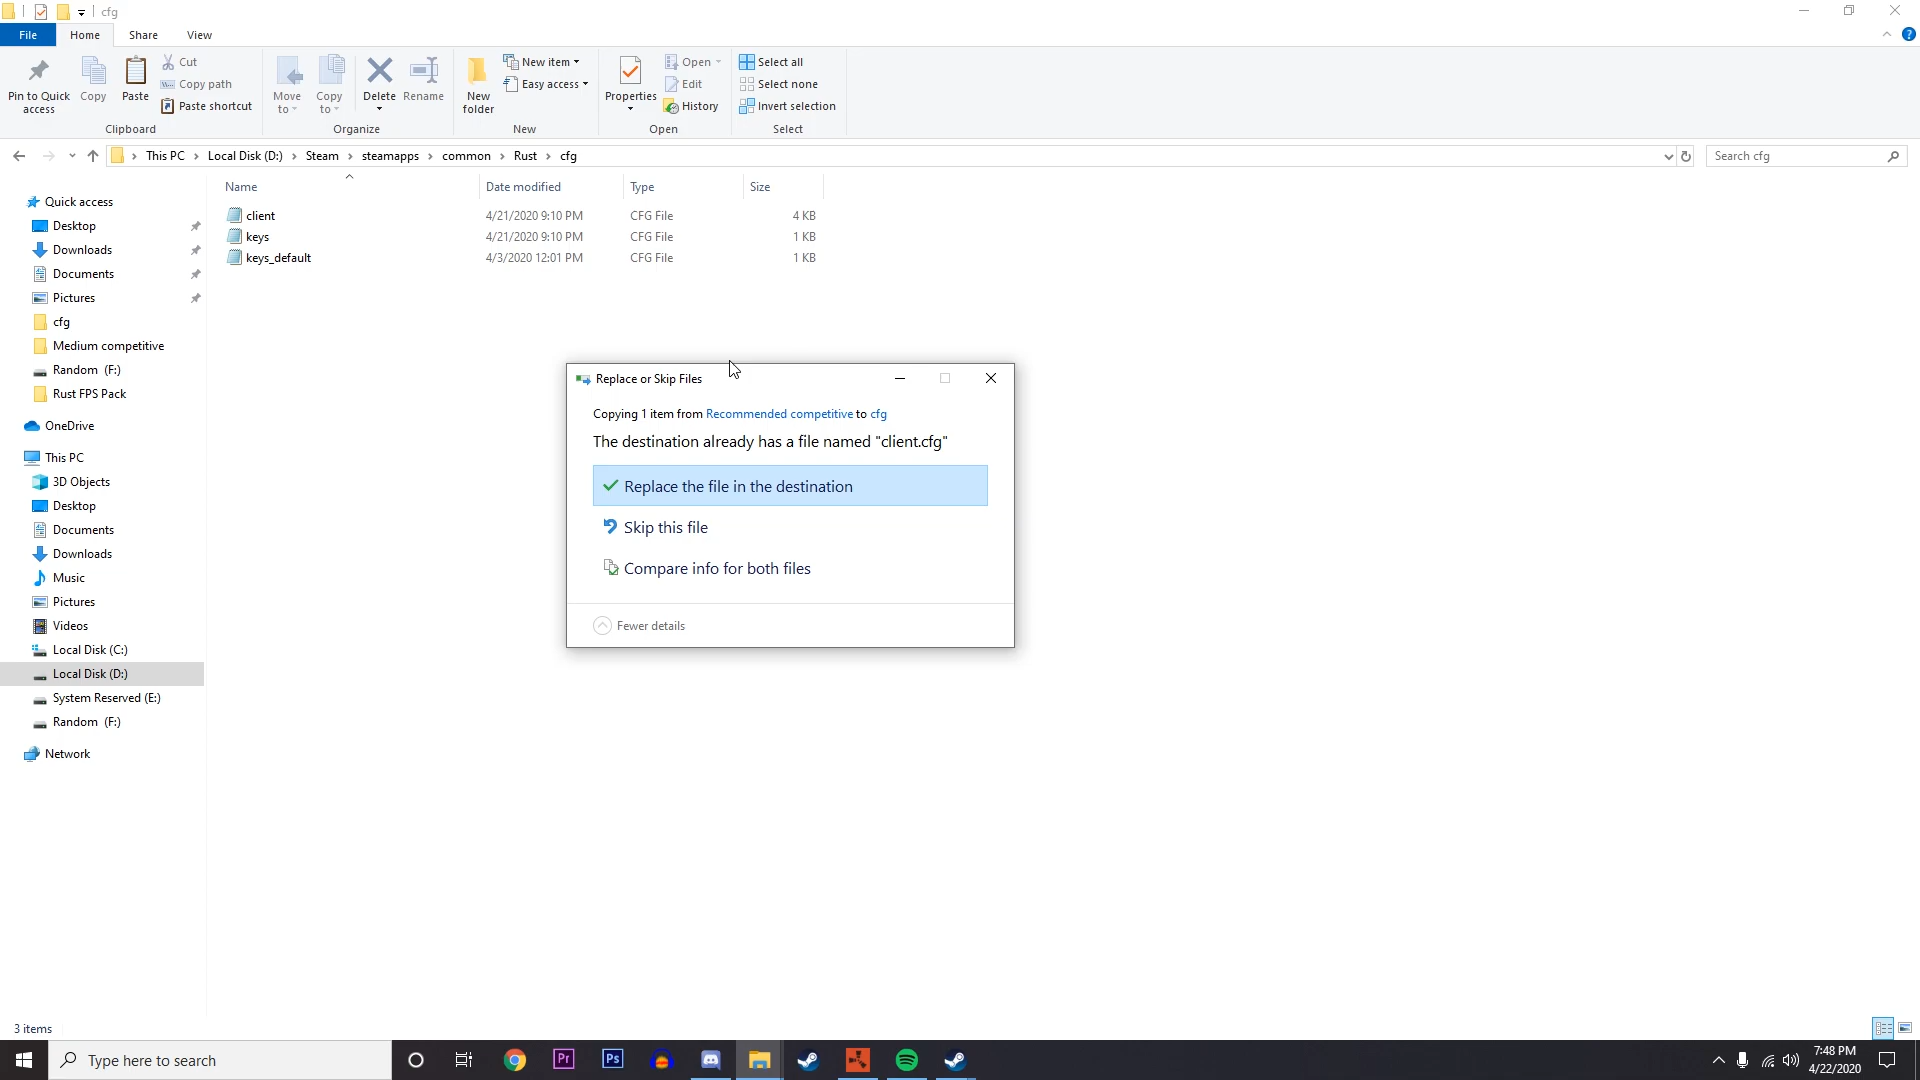 cfg
File
Home
Share
View
Pin to Quick access
Copy
Paste
Cut
Copy path
Paste shortcut
Clipboard
Move to
Copy to
Delete
Rename
Organize
New folder
New item
Easy access
New
Properties
Open
Edit
History
Open
Select all
Select none
Invert selection
Select
This PC
Local Disk (D:)
Steam
steamapps
common
Rust
cfg
Search cfg
Name
Date modified
Type
Size
client 4/21/2020 9:10 PM CFG File 4 KB
keys 4/21/2020 9:10 PM CFG File 1 KB
keys_default 4/3/2020 12:01 PM CFG File 1 KB
Quick access
Desktop
Downloads
Documents
Pictures
cfg
Medium competitive
Random (F:)
Rust FPS Pack
OneDrive
This PC
3D Objects
Desktop
Documents
Downloads
Music
Pictures
Videos
Local Disk (C:)
Local Disk (D:)
System Reserved (E:)
Random (F:)
Network
Replace or Skip Files
Copying 1 item from Recommended competitive to cfg
The destination already has a file named "client.cfg"
Replace the file in the destination
Skip this file
Compare info for both files
Fewer details
3 items
Type here to search
Pr
Ps
7:48 PM
4/22/2020